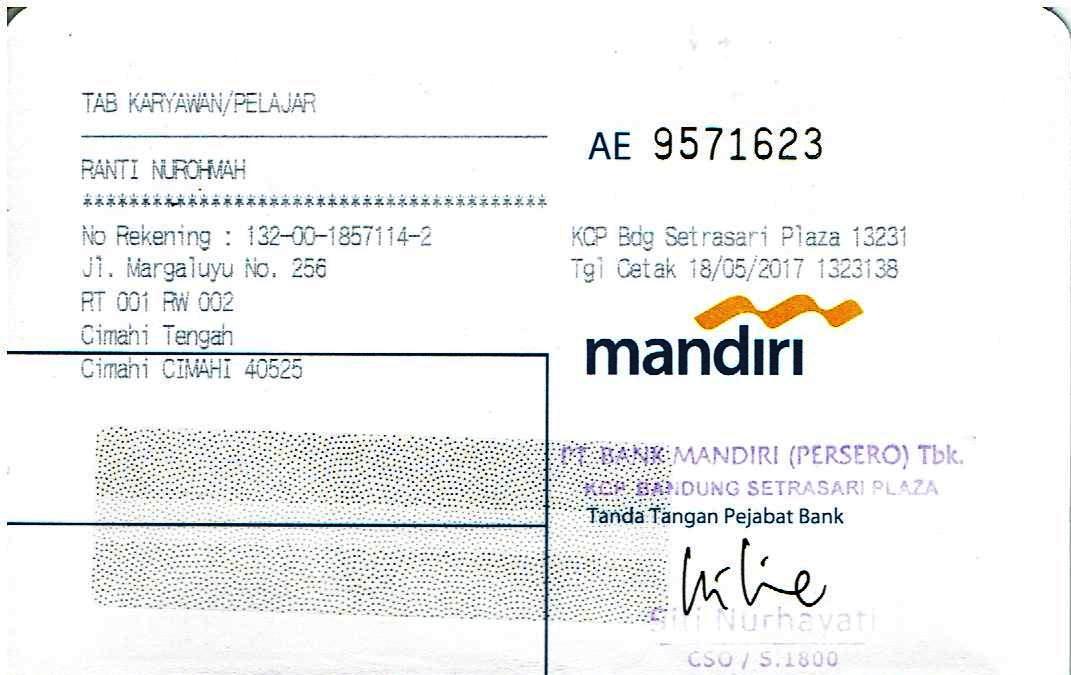 TAB KARYAWAN/PELAJAR
RANTI NUROHMAH
****************************************
No Rekening : 132-00-1857114-2
Jl. Margaluyu No. 256
RT 001 RW 002
Cimahi Tengah
Cimahi CIMAHI 40525
AE 9571623
KCP Bdg Setrasari Plaza 13231
Tgl Cetak 18/05/2017 1323138
mandiri
PT BANK MANDIRI (PERSERO) Tbk.
KCP BANDUNG SETRASARI PLAZA
Tanda Tangan Pejabat Bank
Siti Nurhayati
CSO / S.1800